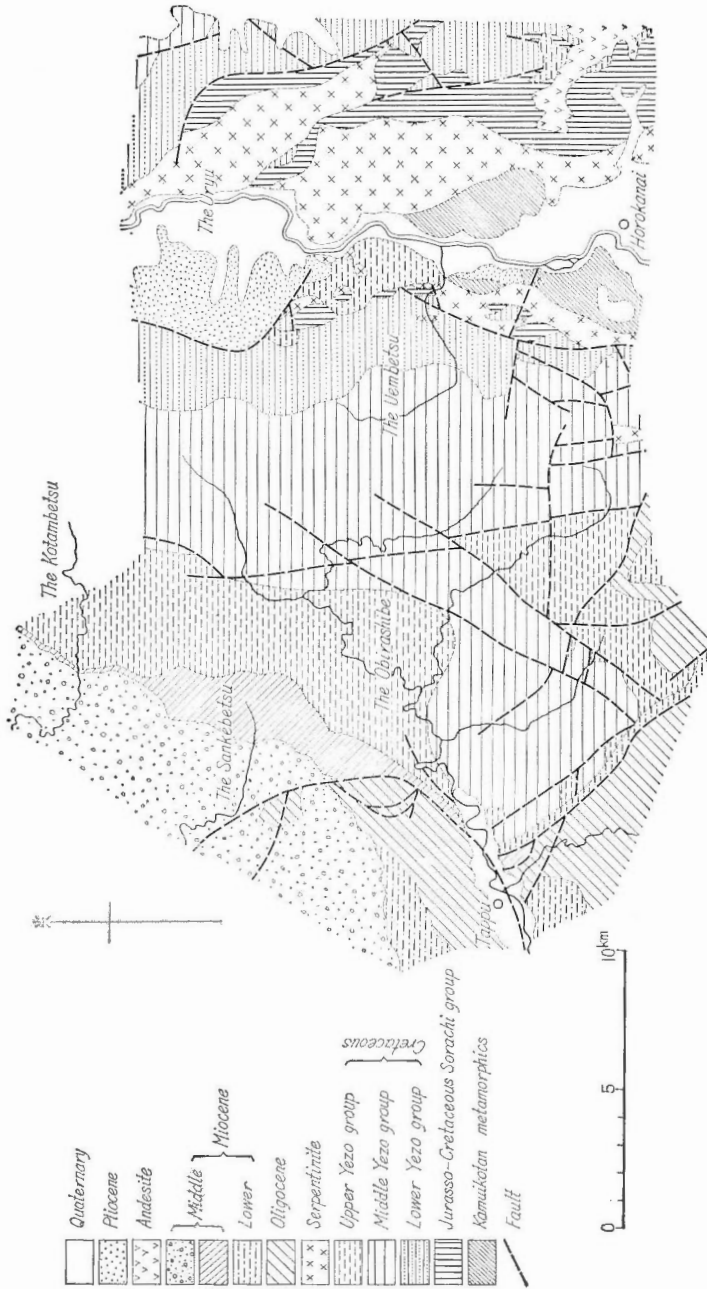 Quaternary
Pliocene
Andesite
Middle
Miocene
Lower
Oligocene
Serpentinite
Upper Yezo group
Middle Yezo group
Cretaceous
Lower Yezo group
Jurasso-Cretaceous Sorachi group
Kamuikotan metamorphics
Fault
0
5
10km
The Kotambetsu
The Sankebetsu
The Obirashibe
Tappu
The Uryu
The Uembetsu
Horokanai